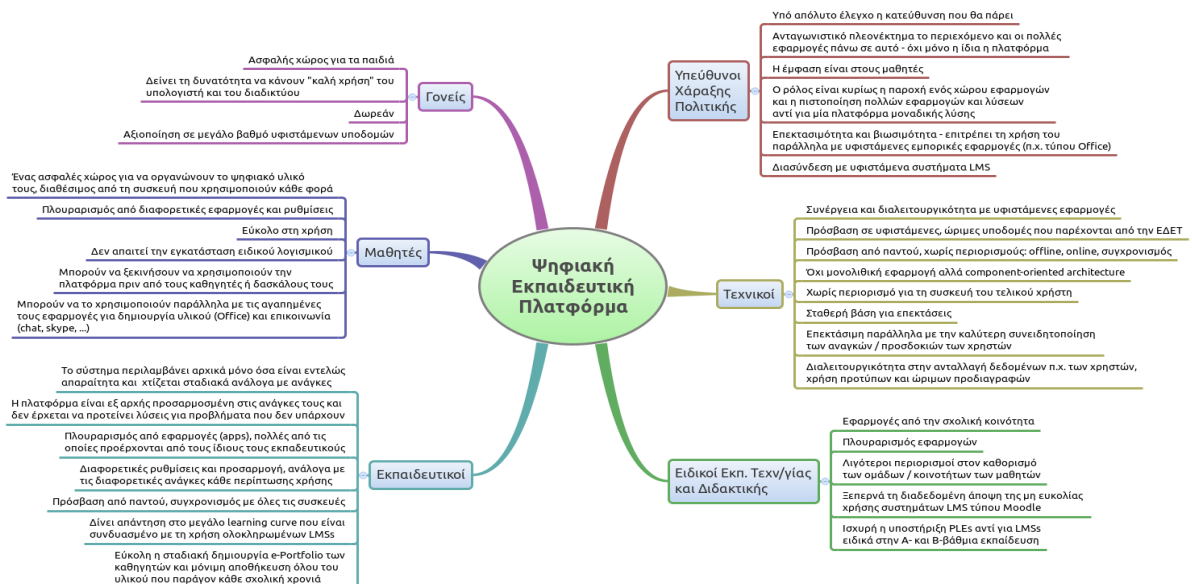 Ψηφιακή
Εκπαιδευτική
Πλατφόρμα
Γονείς
Ασφαλής χώρος για τα παιδιά
Δείνει τη δυνατότητα να κάνουν "καλή χρήση" του
υπολογιστή και του διαδικτύου
Δωρεάν
Αξιοποίηση σε μεγάλο βαθμό υφιστάμενων υποδομών
Μαθητές
Ένας ασφαλής χώρος για να οργανώνουν το ψηφιακό υλικό
τους, διαθέσιμος από τη συσκευή που χρησιμοποιούν κάθε φορά
Πλουραρισμός από διαφορετικές εφαρμογές και ρυθμίσεις
Εύκολο στη χρήση
Δεν απαιτεί την εγκατάσταση ειδικού λογισμικού
Μπορούν να ξεκινήσουν να χρησιμοποιούν την
πλατφόρμα πριν από τους καθηγητές ή δασκάλους τους
Μπορούν να το χρησιμοποιούν παράλληλα με τις αγαπημένες
τους εφαρμογές για δημιουργία υλικού (Office) και επικοινωνία
(chat, skype, ...)
Εκπαιδευτικοί
Το σύστημα περιλαμβάνει αρχικά μόνο όσα είναι εντελώς
απαραίτητα και  χτίζεται σταδιακά ανάλογα με ανάγκες
Η πλατφόρμα είναι εξ αρχής προσαρμοσμένη στις ανάγκες τους και
δεν έρχεται να προτείνει λύσεις για προβλήματα που δεν υπάρχουν
Πλουραρισμός από εφαρμογές (apps), πολλές από τις
οποίες προέρχονται από τους ίδιους τους εκπαδευτικούς
Διαφορετικές ρυθμίσεις και προσαρμογή, ανάλογα με
τις διαφορετικές ανάγκες κάθε περίπτωσης χρήσης
Πρόσβαση από παντού, συγχρονισμός με όλες τις συσκευές
Δίνει απάντηση στο μεγάλο learning curve που είναι
συνδυασμένο με τη χρήση ολοκληρωμένων LMSs
Εύκολη η σταδιακή δημιουργία e-Portfolio των
καθηγητών και μόνιμη αποθήκευση όλου του
υλικού που παράγον κάθε σχολική χρονιά
Υπεύθυνοι
Χάραξης
Πολιτικής
Υπό απόλυτο έλεγχο η κατεύθυνση που θα πάρει
Ανταγωνιστικό πλεονέκτημα το περιεχόμενο και οι πολλές
εφαρμογές πάνω σε αυτό - όχι μόνο η ίδια η πλατφόρμα
Η έμφαση είναι στους μαθητές
Ο ρόλος είναι κυρίως η παροχή ενός χώρου εφαρμογών
και η πιστοποίηση πολλών εφαρμογών και λύσεων
αντί για μία πλατφόρμα μοναδικής λύσης
Επεκτασιμότητα και βιωσιμότητα - επιτρέπει τη χρήση του
παράλληλα με υφιστάμενες εμπορικές εφαρμογές (π.χ. τύπου Office)
Διασύνδεση με υφιστάμενα συστήματα LMS
Τεχνικοί
Συνέργεια και διαλειτουργικότητα με υφιστάμενες εφαρμογές
Πρόσβαση σε υφιστάμενες, ώριμες υποδομές που παρέχονται από την ΕΔΕΤ
Πρόσβαση από παντού, χωρίς περιορισμούς: offline, online, συγχρονισμός
Όχι μονολιθική εφαρμογή αλλά component-oriented architecture
Χωρίς περιορισμό για τη συσκευή του τελικού χρήστη
Σταθερή βάση για επεκτάσεις
Επεκτάσιμη παράλληλα με την καλύτερη συνειδητοποίηση
των αναγκών / προσδοκιών των χρηστών
Διαλειτουργικότητα στην ανταλλαγή δεδομένων π.χ. των χρηστών,
χρήση προτύπων και ώριμων προδιαγραφών
Ειδικοί Εκπ. Τεχν/γίας
και Διδακτικής
Εφαρμογές από την σχολική κοινότητα
Πλουραρισμός εφαρμογών
Λιγότεροι περιορισμοί στον καθορισμό
των ομάδων / κοινοτήτων των μαθητών
Ξεπερνά τη διαδεδομένη άποψη της μη ευκολίας
χρήσης συστημάτων LMS τύπου Moodle
Ισχυρή η υποστήριξη PLEs αντί για LMSs
ειδικά στην Α- και Β-βάθμια εκπαίδευση